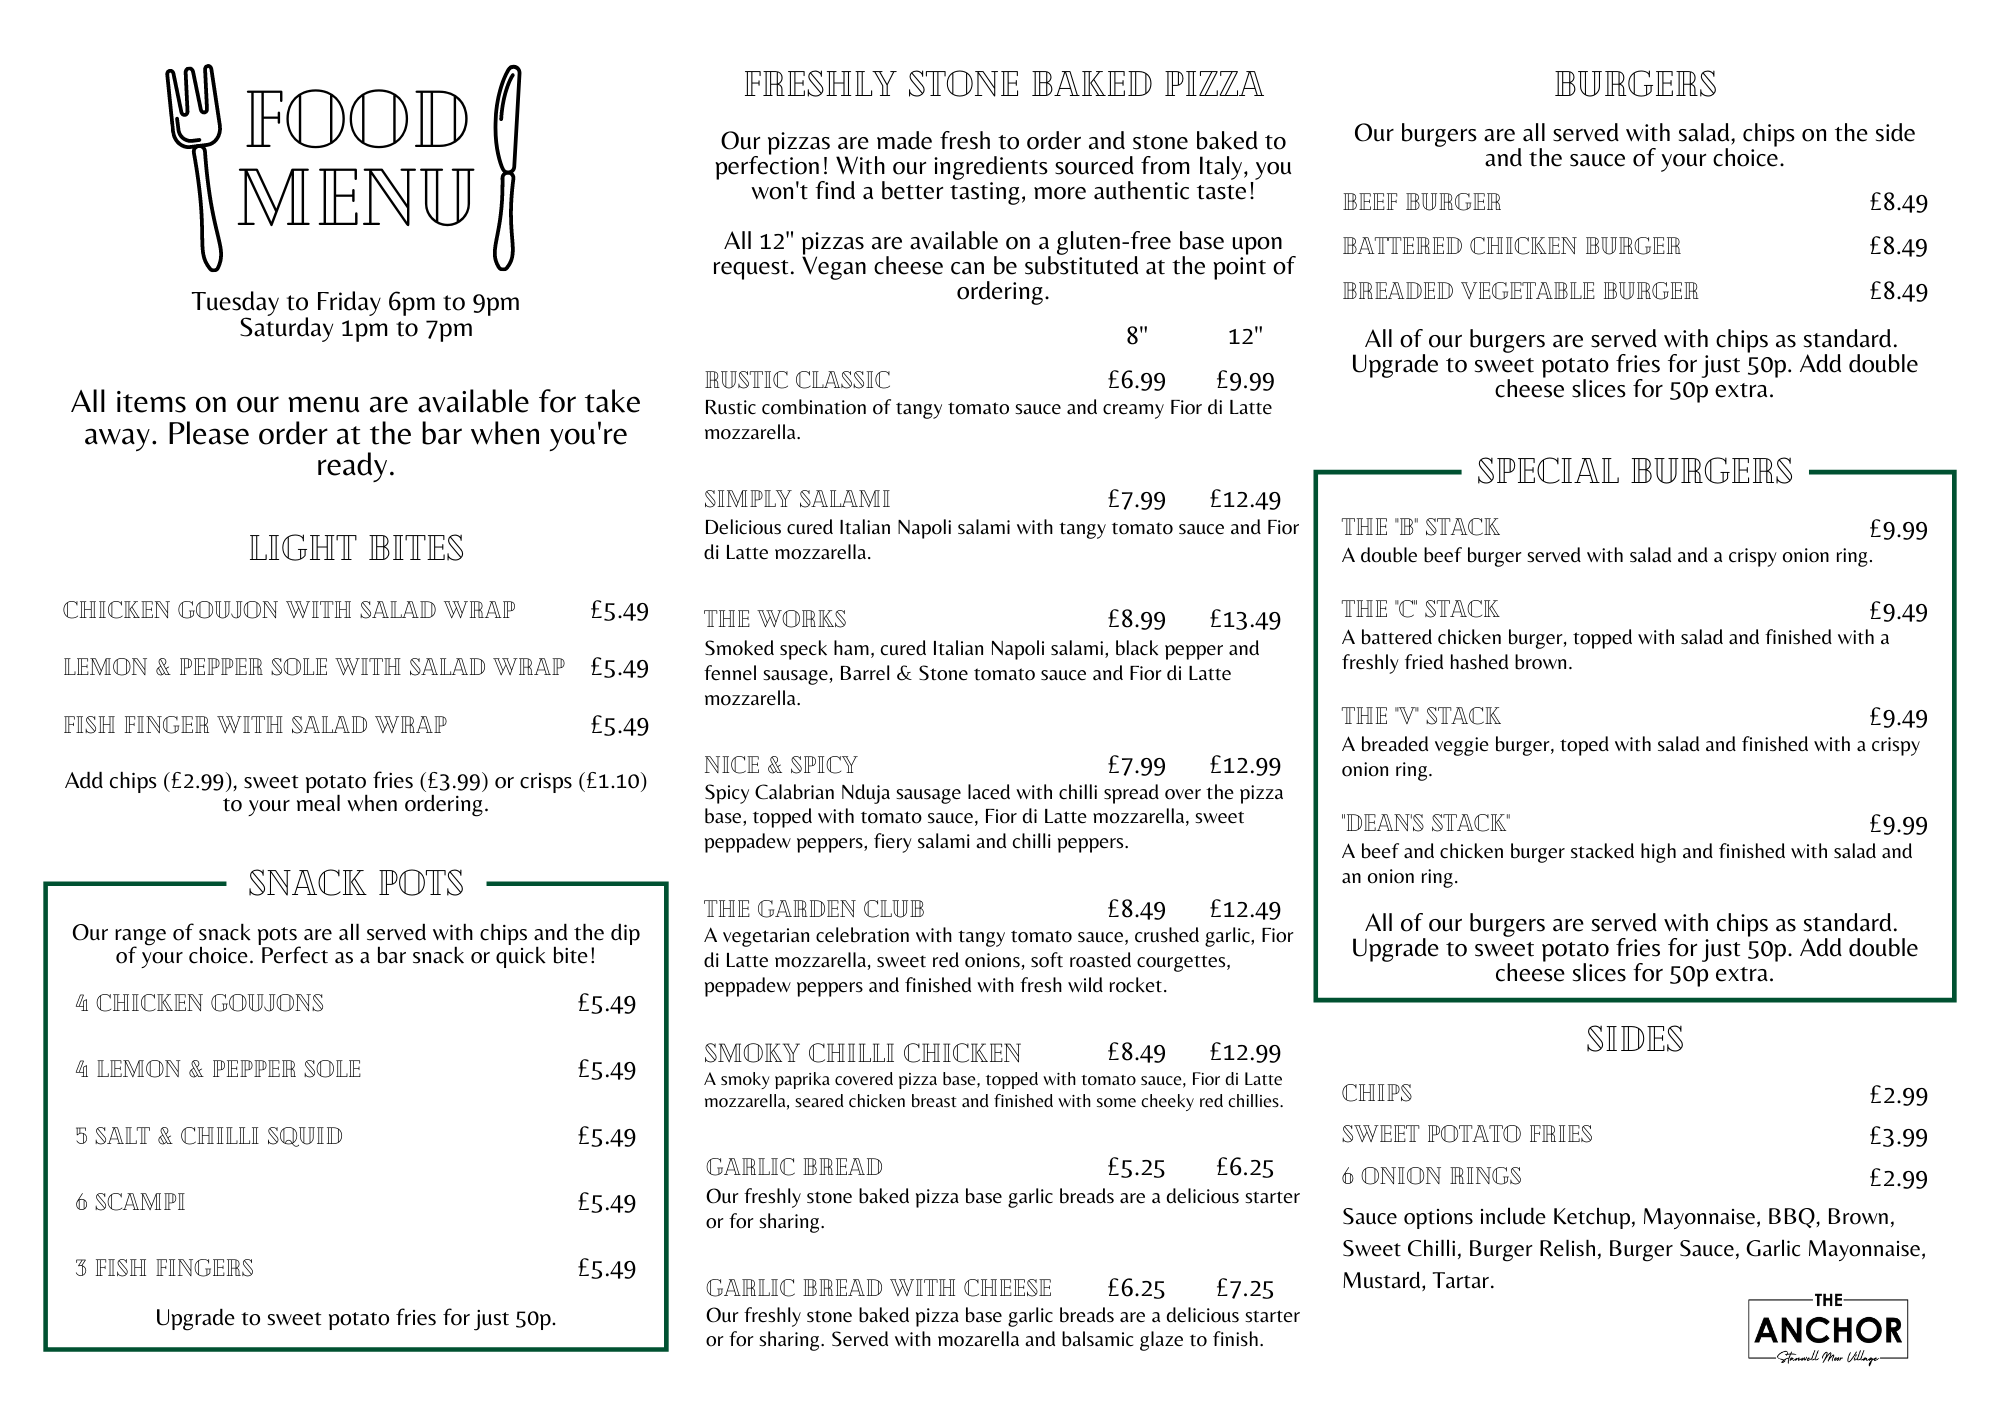 FOOD
MENU
Tuesday to Friday 6pm to 9pm
Saturday 1pm to 7pm
All items on our menu are available for take
away. Please order at the bar when you're
ready.
LIGHT BITES
CHICKEN GOUJON WITH SALAD WRAP £5.49
LEMON & PEPPER SOLE WITH SALAD WRAP £5.49
FISH FINGER WITH SALAD WRAP £5.49
Add chips (£2.99), sweet potato fries (£3.99) or crisps (£1.10)
to your meal when ordering.
SNACK POTS
Our range of snack pots are all served with chips and the dip
of your choice. Perfect as a bar snack or quick bite!
4 CHICKEN GOUJONS £5.49
4 LEMON & PEPPER SOLE £5.49
5 SALT & CHILLI SQUID £5.49
6 SCAMPI £5.49
3 FISH FINGERS £5.49
Upgrade to sweet potato fries for just 50p.
FRESHLY STONE BAKED PIZZA
Our pizzas are made fresh to order and stone baked to
perfection! With our ingredients sourced from Italy, you
won't find a better tasting, more authentic taste!
All 12" pizzas are available on a gluten-free base upon
request. Vegan cheese can be substituted at the point of
ordering.
8" 12"
RUSTIC CLASSIC £6.99 £9.99
Rustic combination of tangy tomato sauce and creamy Fior di Latte
mozzarella.
SIMPLY SALAMI £7.99 £12.49
Delicious cured Italian Napoli salami with tangy tomato sauce and Fior
di Latte mozzarella.
THE WORKS £8.99 £13.49
Smoked speck ham, cured Italian Napoli salami, black pepper and
fennel sausage, Barrel & Stone tomato sauce and Fior di Latte
mozzarella.
NICE & SPICY £7.99 £12.99
Spicy Calabrian Nduja sausage laced with chilli spread over the pizza
base, topped with tomato sauce, Fior di Latte mozzarella, sweet
peppadew peppers, fiery salami and chilli peppers.
THE GARDEN CLUB £8.49 £12.49
A vegetarian celebration with tangy tomato sauce, crushed garlic, Fior
di Latte mozzarella, sweet red onions, soft roasted courgettes,
peppadew peppers and finished with fresh wild rocket.
SMOKY CHILLI CHICKEN £8.49 £12.99
A smoky paprika covered pizza base, topped with tomato sauce, Fior di Latte
mozzarella, seared chicken breast and finished with some cheeky red chillies.
GARLIC BREAD £5.25 £6.25
Our freshly stone baked pizza base garlic breads are a delicious starter
or for sharing.
GARLIC BREAD WITH CHEESE £6.25 £7.25
Our freshly stone baked pizza base garlic breads are a delicious starter
or for sharing. Served with mozarella and balsamic glaze to finish.
BURGERS
Our burgers are all served with salad, chips on the side
and the sauce of your choice.
BEEF BURGER £8.49
BATTERED CHICKEN BURGER £8.49
BREADED VEGETABLE BURGER £8.49
All of our burgers are served with chips as standard.
Upgrade to sweet potato fries for just 50p. Add double
cheese slices for 50p extra.
SPECIAL BURGERS
THE "B" STACK £9.99
A double beef burger served with salad and a crispy onion ring.
THE "C" STACK £9.49
A battered chicken burger, topped with salad and finished with a
freshly fried hashed brown.
THE "V" STACK £9.49
A breaded veggie burger, toped with salad and finished with a crispy
onion ring.
"DEAN'S STACK" £9.99
A beef and chicken burger stacked high and finished with salad and
an onion ring.
All of our burgers are served with chips as standard.
Upgrade to sweet potato fries for just 50p. Add double
cheese slices for 50p extra.
SIDES
CHIPS £2.99
SWEET POTATO FRIES £3.99
6 ONION RINGS £2.99
Sauce options include Ketchup, Mayonnaise, BBQ, Brown,
Sweet Chilli, Burger Relish, Burger Sauce, Garlic Mayonnaise,
Mustard, Tartar.
THE
ANCHOR
Stanwell Moor Village